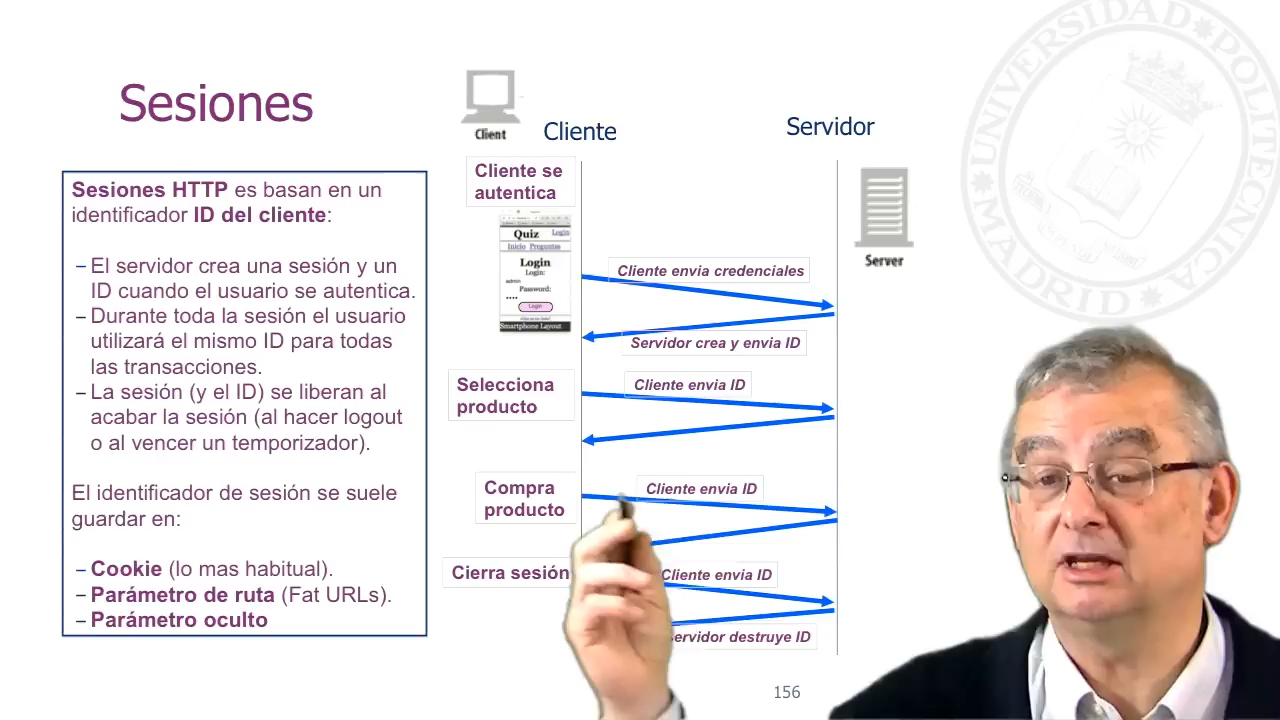 Sesiones
Client
Cliente
Servidor
Sesiones HTTP es basan en un
identificador ID del cliente:
– El servidor crea una sesión y un
ID cuando el usuario se autentica.
– Durante toda la sesión el usuario
utilizará el mismo ID para todas
las transacciones.
– La sesión (y el ID) se liberan al
acabar la sesión (al hacer logout
o al vencer un temporizador).
El identificador de sesión se suele
guardar en:
– Cookie (lo mas habitual).
– Parámetro de ruta (Fat URLs).
– Parámetro oculto
Cliente se
autentica
Quiz
Login
Inicio Preguntas
Login
Login:
admin
Password:
••••
Login
Smartphone Layout
Server
Cliente envia credenciales
Servidor crea y envia ID
Selecciona
producto
Cliente envia ID
Compra
producto
Cliente envia ID
Cierra sesión
Cliente envia ID
ervidor destruye ID
156
UNIVERSIDAD POLITÉCNICA
MADRID